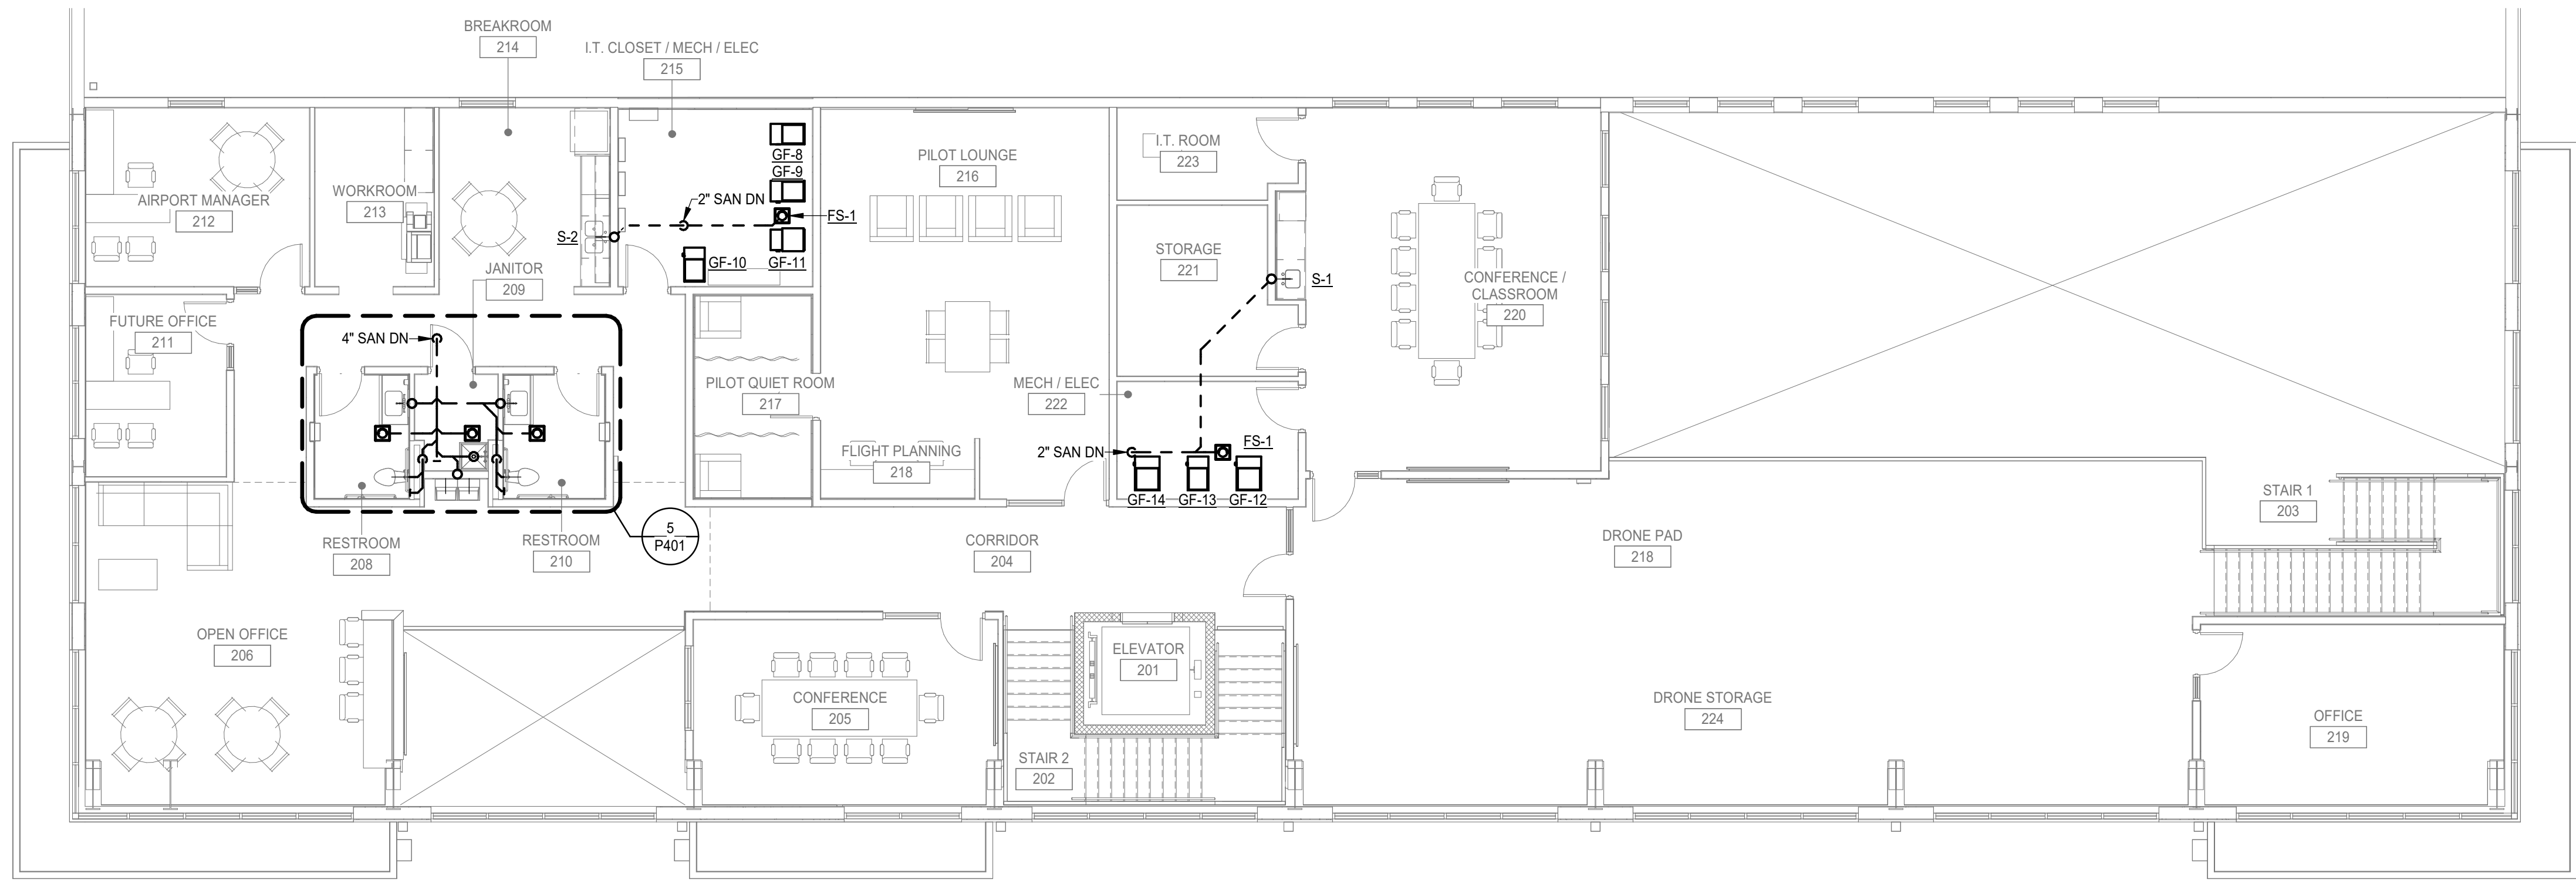 BREAKROOM
214
I.T. CLOSET / MECH / ELEC
215
GF-8
GF-9
2" SAN DN
FS-1
S-2
GF-10
GF-11
AIRPORT MANAGER
212
WORKROOM
213
JANITOR
209
PILOT LOUNGE
216
I.T. ROOM
223
STORAGE
221
S-1
CONFERENCE /
CLASSROOM
220
FUTURE OFFICE
211
4" SAN DN
PILOT QUIET ROOM
217
MECH / ELEC
222
FLIGHT PLANNING
218
2" SAN DN
FS-1
GF-14
GF-13
GF-12
RESTROOM
208
RESTROOM
210
5
P401
CORRIDOR
204
DRONE PAD
218
STAIR 1
203
OPEN OFFICE
206
CONFERENCE
205
ELEVATOR
201
STAIR 2
202
DRONE STORAGE
224
OFFICE
219